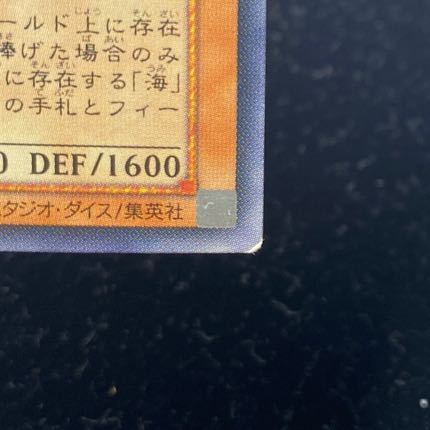 ールド上に存在
捧げた場合のみ
に存在する「海」
の手札とフィー
0 DEF/1600
タジオ・ダイス/集英社